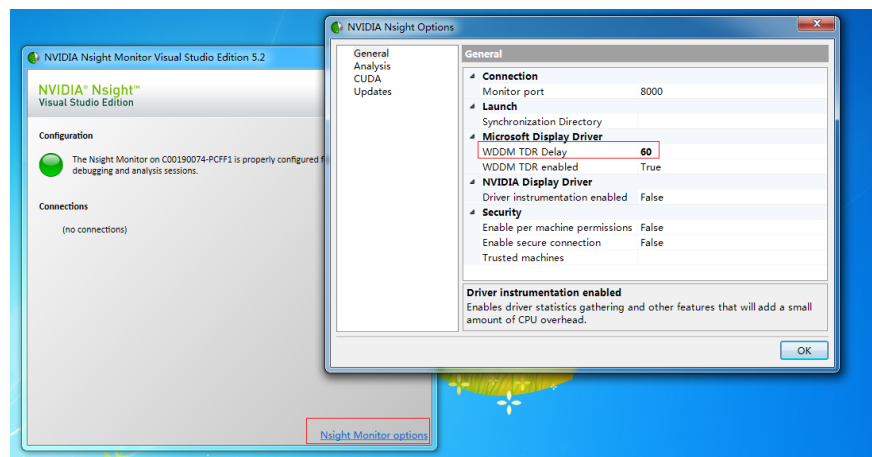 NVIDIA Nsight Monitor Visual Studio Edition 5.2
NVIDIA® Nsight™
Visual Studio Edition
Configuration
The Nsight Monitor on C00190074-PCFF1 is properly configured
debugging and analysis sessions.
Connections
(no connections)
Nsight Monitor options
NVIDIA Nsight Options
General
Analysis
CUDA
Updates
General
Connection
Monitor port 8000
Launch
Synchronization Directory
Microsoft Display Driver
WDDM TDR Delay 60
WDDM TDR enabled True
NVIDIA Display Driver
Driver instrumentation enabled False
Security
Enable per machine permissions False
Enable secure connection False
Trusted machines
Driver instrumentation enabled
Enables driver statistics gathering and other features that will add a small
amount of CPU overhead.
OK